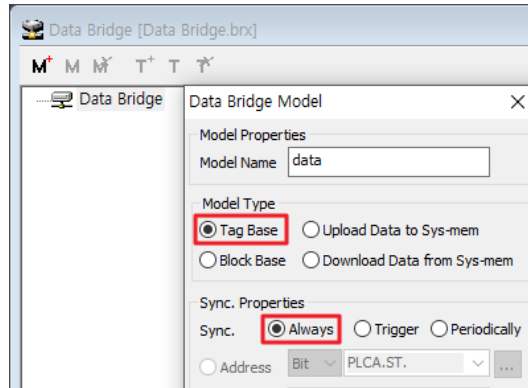 Data Bridge [Data Bridge.brx]
M+ M M T+ T T
Data Bridge
Data Bridge Model
Model Properties
Model Name data
Model Type
Tag Base Upload Data to Sys-mem
Block Base Download Data from Sys-mem
Sync. Properties
Sync. Always Trigger Periodically
Address Bit PLCA.ST. ...